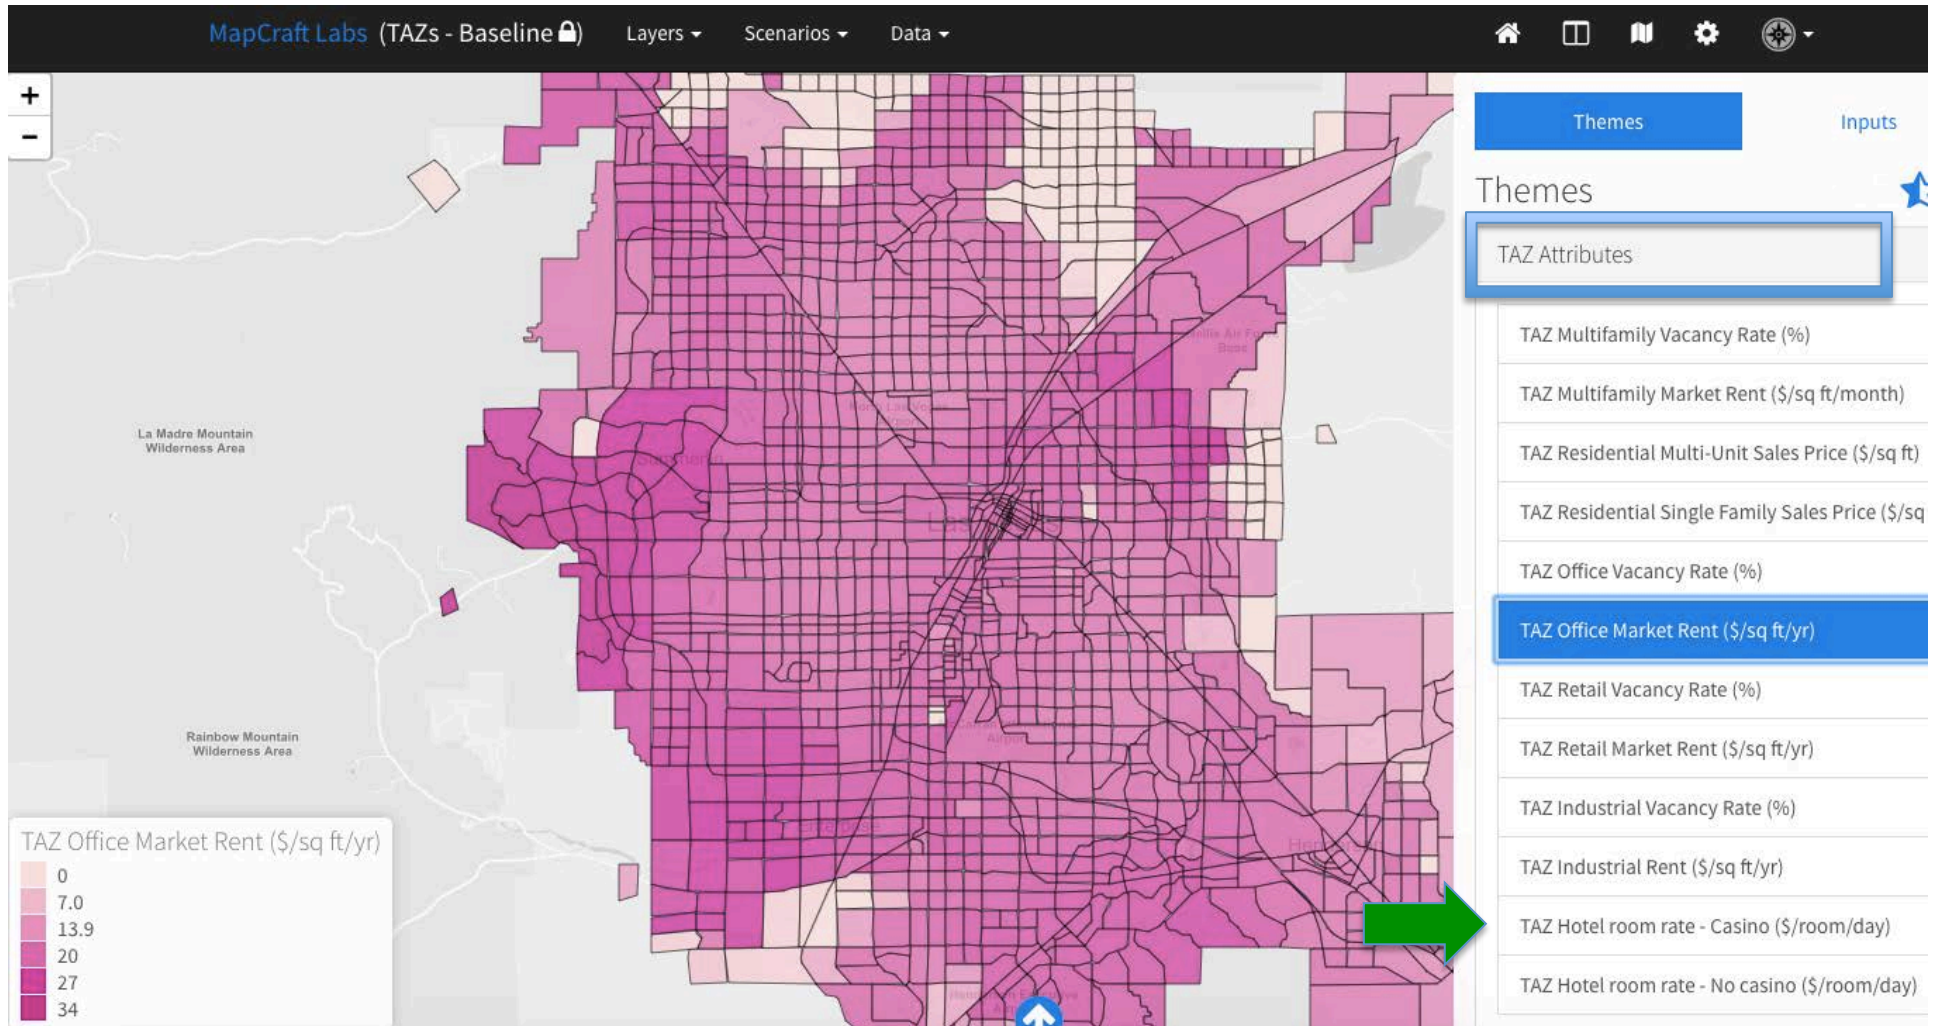 MapCraft Labs (TAZs - Baseline) Layers Scenarios Data
+
-
Themes Inputs
Themes
TAZ Attributes
TAZ Multifamily Vacancy Rate (%)
TAZ Multifamily Market Rent ($/sq ft/month)
TAZ Residential Multi-Unit Sales Price ($/sq ft)
TAZ Residential Single Family Sales Price ($/sq
TAZ Office Vacancy Rate (%)
TAZ Office Market Rent ($/sq ft/yr)
TAZ Retail Vacancy Rate (%)
TAZ Retail Market Rent ($/sq ft/yr)
TAZ Industrial Vacancy Rate (%)
TAZ Industrial Rent ($/sq ft/yr)
TAZ Hotel room rate - Casino ($/room/day)
TAZ Hotel room rate - No casino ($/room/day)
La Madre Mountain
Wilderness Area
Summerlin
Rainbow Mountain
Wilderness Area
Enterprise
Airport
Base
TAZ Office Market Rent ($/sq ft/yr)
0
7.0
13.9
20
27
34